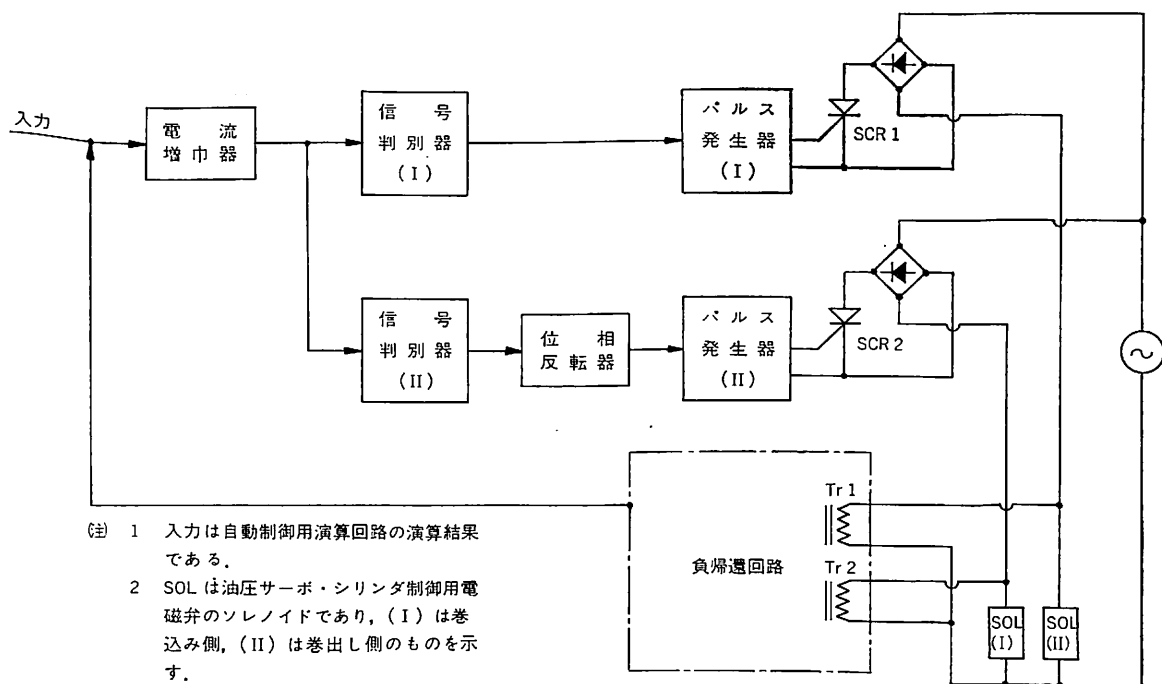 入力
電流
増巾器
信号
判別器
(I)
パルス
発生器
(I)
SCR 1
信号
判別器
(II)
位相
反転器
パルス
発生器
(II)
SCR 2
Tr 1
負帰還回路
Tr 2
SOL
(I)
SOL
(II)
(注) 1 入力は自動制御用演算回路の演算結果
である.
2 SOL は油圧サーボ・シリンダ制御用電
磁弁のソレノイドであり,(I)は巻
込み側,(II)は巻出し側のものを示
す.